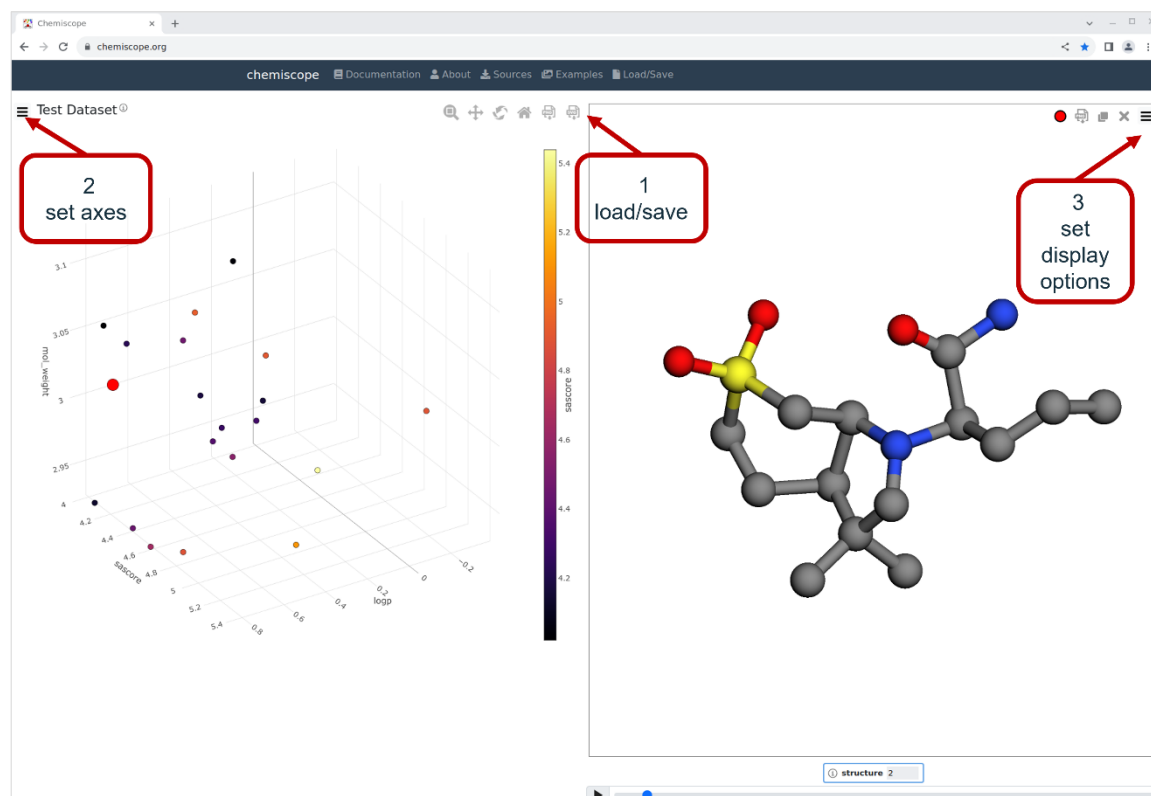 Chemiscope
chemiscope.org
chemiscope Documentation About Sources Examples Load/Save
Test Dataset
2
set axes
1
load/save
3
set
display
options
3.1
3.05
3
2.95
mol_weight
4
4.2
4.4
4.6
4.8
5
5.2
5.4
sascore
0.8
0.6
0.4
0.2
0
−0.2
logp
5.4
5.2
5
4.8
4.6
4.4
4.2
sascore
structure 2